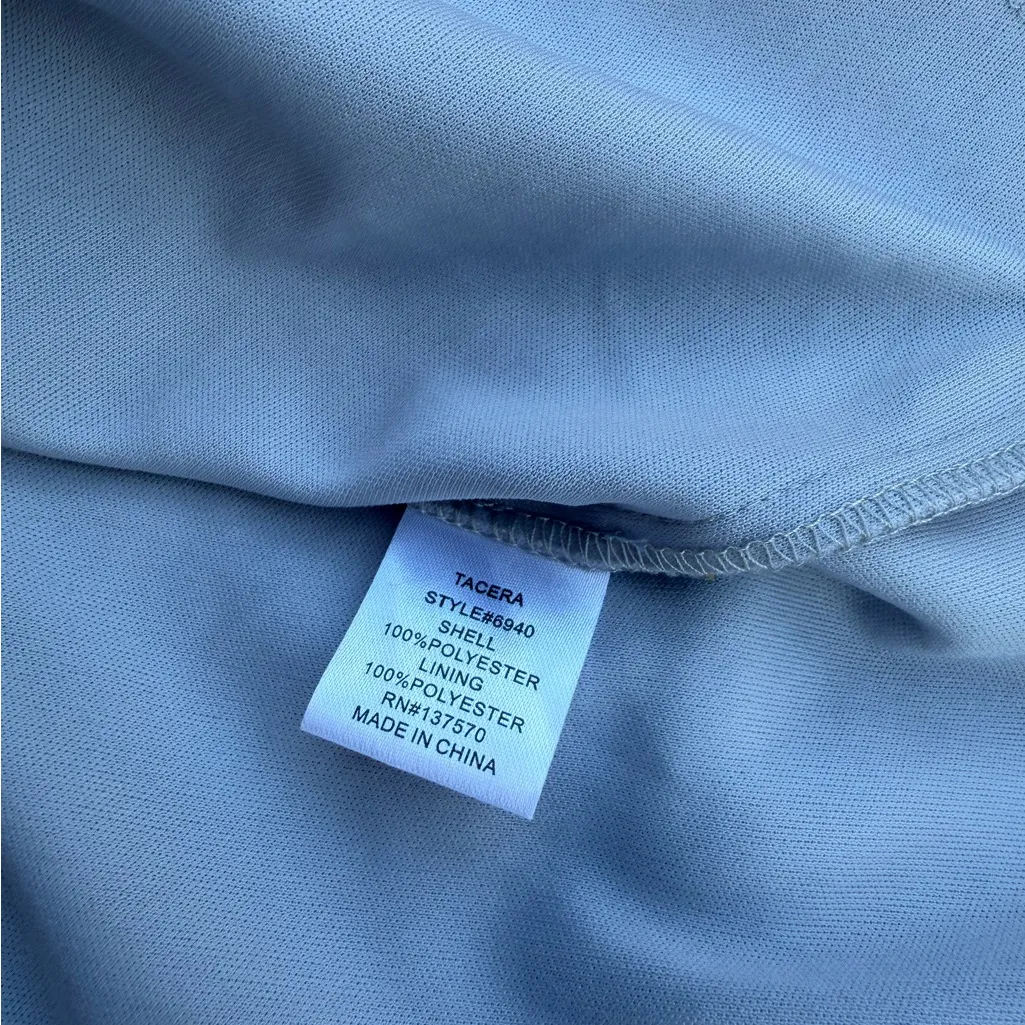 TACERA
STYLE#6940
SHELL
100%POLYESTER
LINING
100%POLYESTER
RN#137570
MADE IN CHINA